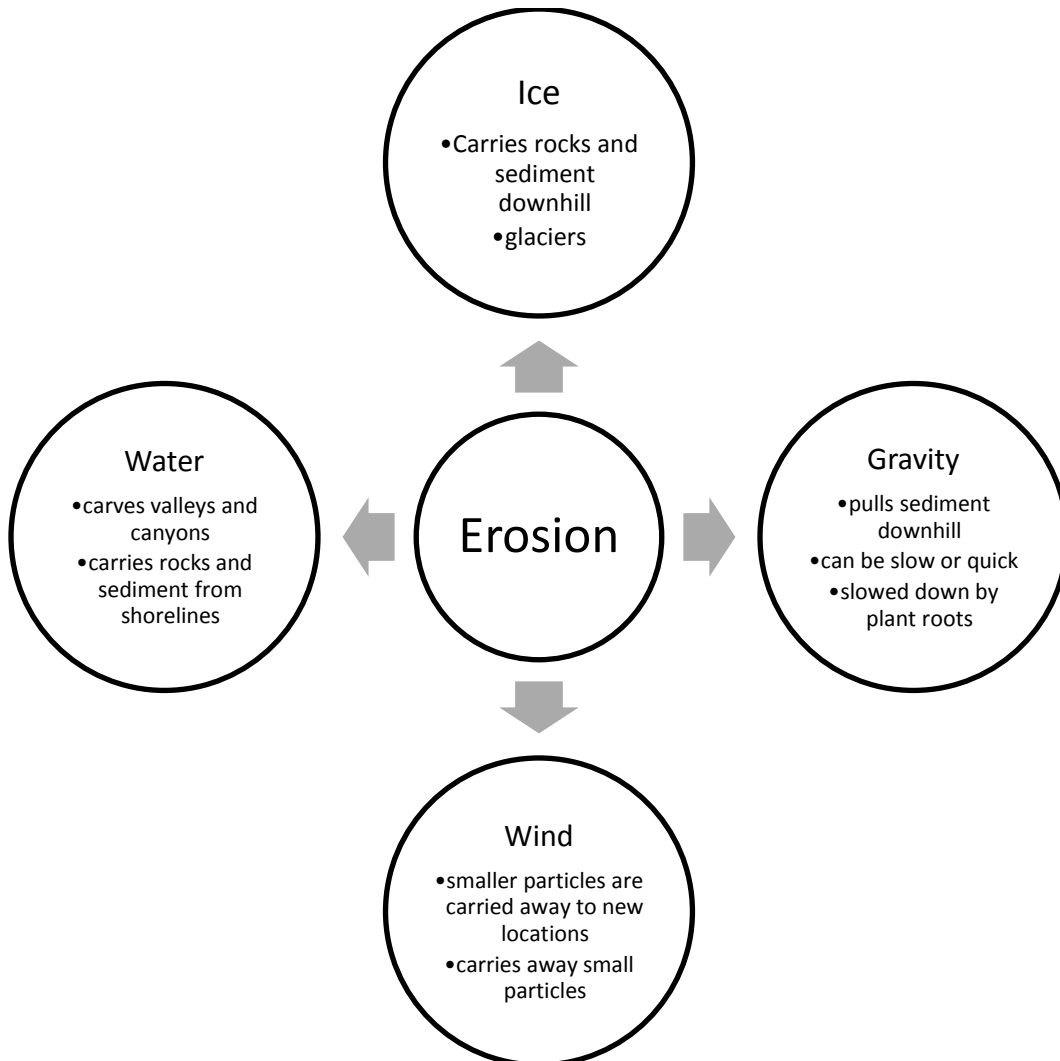 Ice
•Carries rocks and
sediment
downhill
•glaciers
Water
•carves valleys and
canyons
•carries rocks and
sediment from
shorelines
Erosion
Gravity
•pulls sediment
downhill
•can be slow or quick
•slowed down by
plant roots
Wind
•smaller particles are
carried away to new
locations
•carries away small
particles